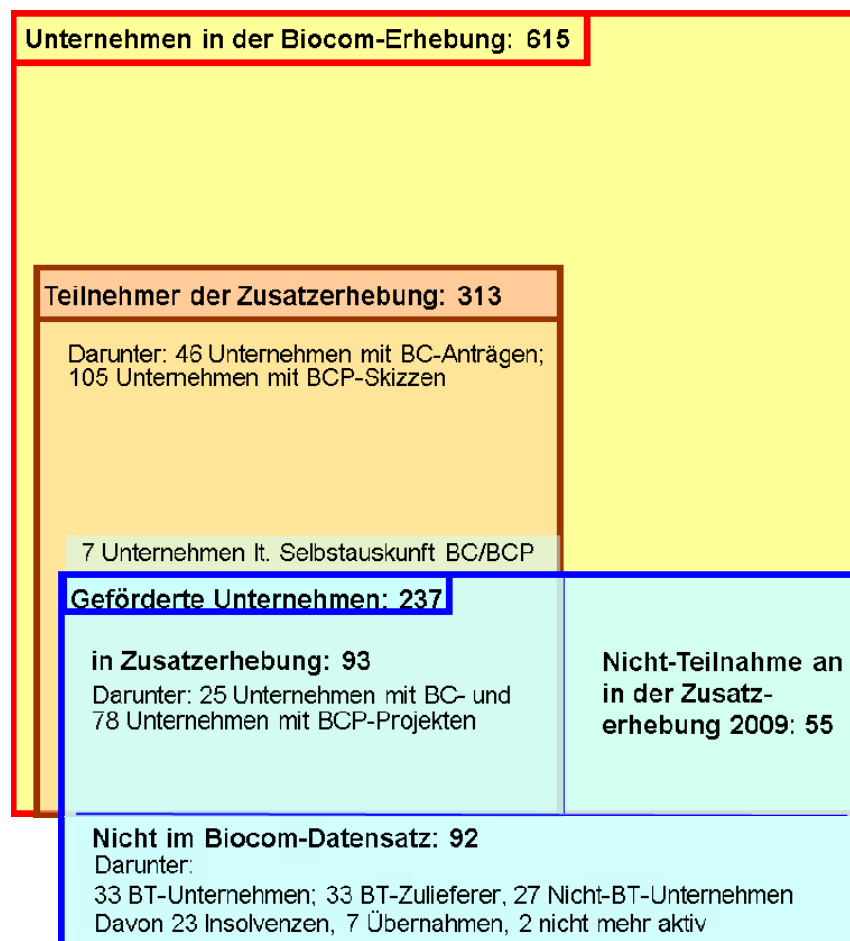 Unternehmen in der Biocom-Erhebung: 615
Teilnehmer der Zusatzerhebung: 313
Darunter: 46 Unternehmen mit BC-Anträgen;
105 Unternehmen mit BCP-Skizzen
7 Unternehmen lt. Selbstauskunft BC/BCP
Geförderte Unternehmen: 237
in Zusatzerhebung: 93
Darunter: 25 Unternehmen mit BC- und
78 Unternehmen mit BCP-Projekten
Nicht-Teilnahme an
in der Zusatz-
erhebung 2009: 55
Nicht im Biocom-Datensatz: 92
Darunter:
33 BT-Unternehmen; 33 BT-Zulieferer, 27 Nicht-BT-Unternehmen
Davon 23 Insolvenzen, 7 Übernahmen, 2 nicht mehr aktiv